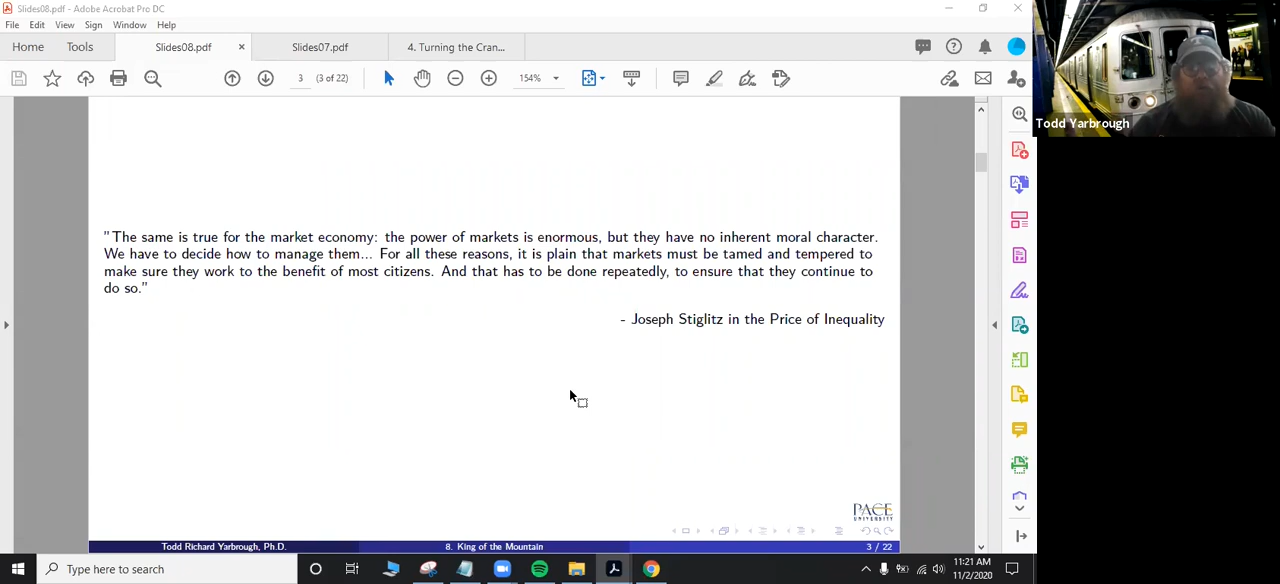 Slides08.pdf - Adobe Acrobat Pro DC
File Edit View Sign Window Help
Home Tools Slides08.pdf × Slides07.pdf 4. Turning the Cran...
3 (3 of 22) 154%
Todd Yarbrough
"The same is true for the market economy: the power of markets is enormous, but they have no inherent moral character.
We have to decide how to manage them... For all these reasons, it is plain that markets must be tamed and tempered to
make sure they work to the benefit of most citizens. And that has to be done repeatedly, to ensure that they continue to
do so."
- Joseph Stiglitz in the Price of Inequality
PACE
UNIVERSITY
Todd Richard Yarbrough, Ph.D. 8. King of the Mountain 3 / 22
Type here to search
11:21 AM
11/2/2020